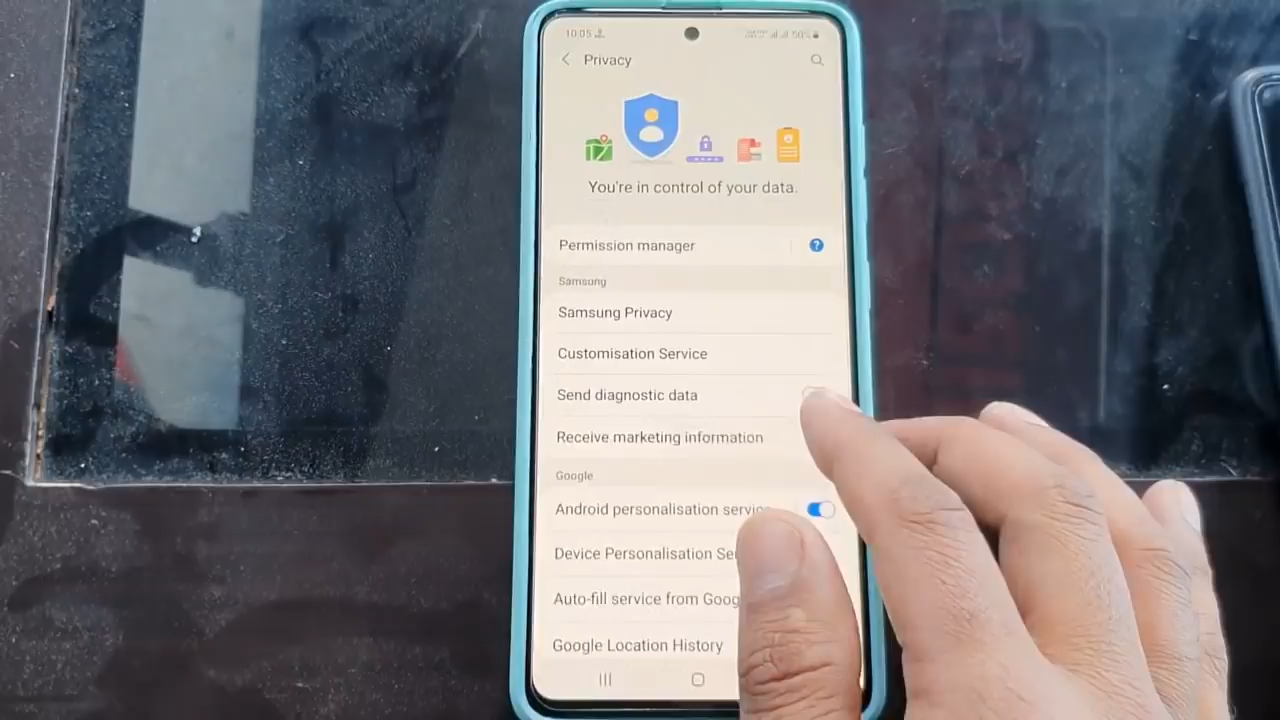 10:05
50%
Privacy
You're in control of your data.
Permission manager
?
Samsung
Samsung Privacy
Customisation Service
Send diagnostic data
Receive marketing information
Google
Android personalisation servic
Device Personalisation Se
Auto-fill service from Goog
Google Location History